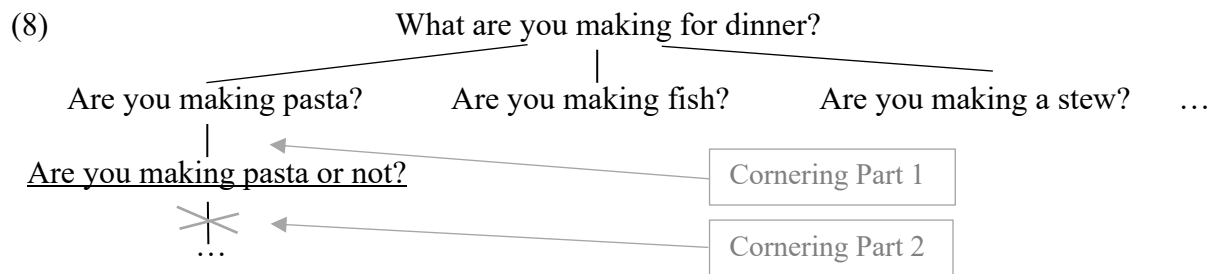 (8) What are you making for dinner?
Are you making pasta? Are you making fish? Are you making a stew? …
Are you making pasta or not?
Cornering Part 1
Cornering Part 2
…